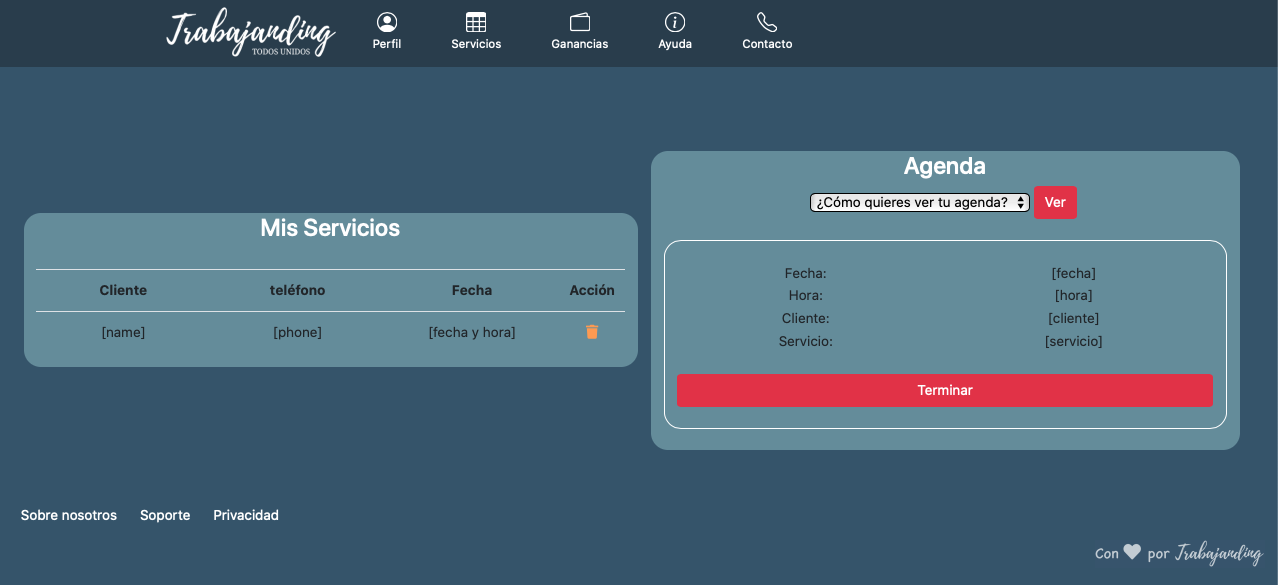 Trabajanding
TODOS UNIDOS
Perfil
Servicios
Ganancias
Ayuda
Contacto
Mis Servicios
Cliente teléfono Fecha Acción
[name] [phone] [fecha y hora]
Agenda
¿Cómo quieres ver tu agenda? Ver
Fecha: [fecha]
Hora: [hora]
Cliente: [cliente]
Servicio: [servicio]
Terminar
Sobre nosotros Soporte Privacidad
Con por Trabajanding